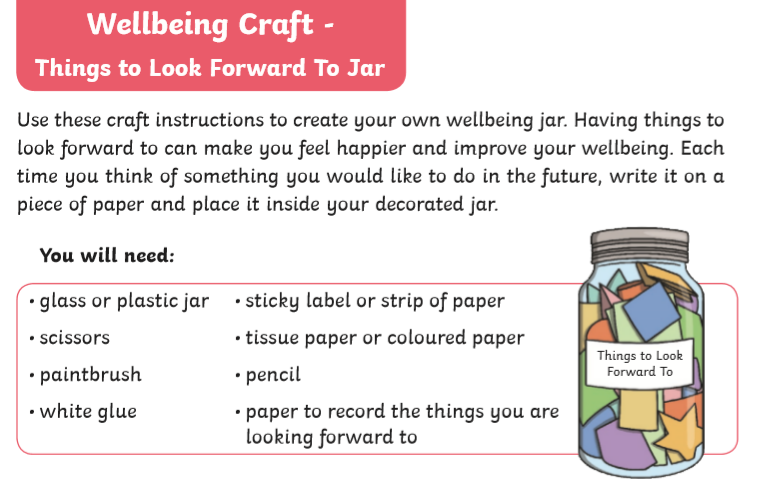 Wellbeing Craft -
Things to Look Forward To Jar
Use these craft instructions to create your own wellbeing jar. Having things to
look forward to can make you feel happier and improve your wellbeing. Each
time you think of something you would like to do in the future, write it on a
piece of paper and place it inside your decorated jar.
You will need:
• glass or plastic jar
• scissors
• paintbrush
• white glue
• sticky label or strip of paper
• tissue paper or coloured paper
• pencil
• paper to record the things you are
looking forward to
Things to Look
Forward To